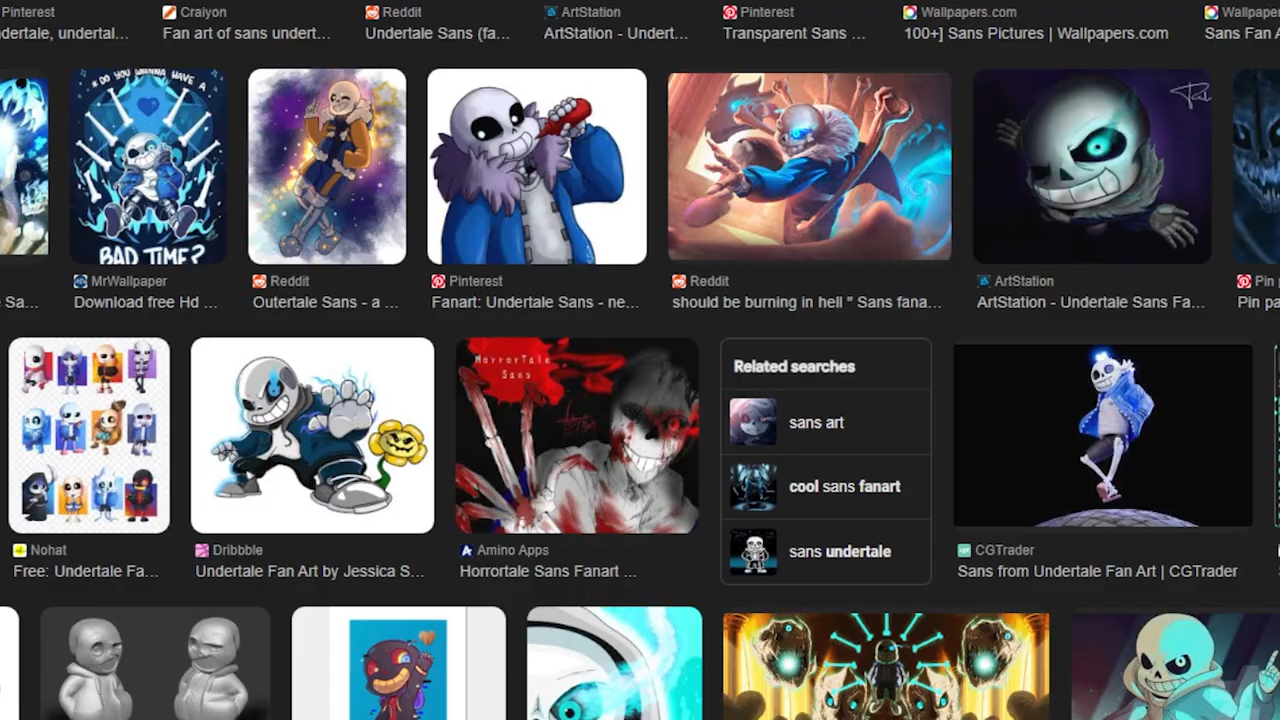 Pinterest
Craiyon
Reddit
ArtStation
Pinterest
Wallpapers.com
Wallpaper
dertale, undertal...
Fan art of sans undert...
Undertale Sans (fa...
ArtStation - Undert...
Transparent Sans ...
100+] Sans Pictures | Wallpapers.com
Sans Fan A
DO YOU WANNA HAVE A
BAD TIME?
MrWallpaper
Reddit
Pinterest
Reddit
ArtStation
Pin
e Sa...
Download free Hd ...
Outertale Sans - a ...
Fanart: Undertale Sans - ne...
should be burning in hell " Sans fana...
ArtStation - Undertale Sans Fa...
Pin pa
HorrorTale
Sans
Related searches
sans art
cool sans fanart
sans undertale
Nohat
Dribbble
Amino Apps
CGTrader
Free: Undertale Fa...
Undertale Fan Art by Jessica S...
Horrortale Sans Fanart ...
Sans from Undertale Fan Art | CGTrader